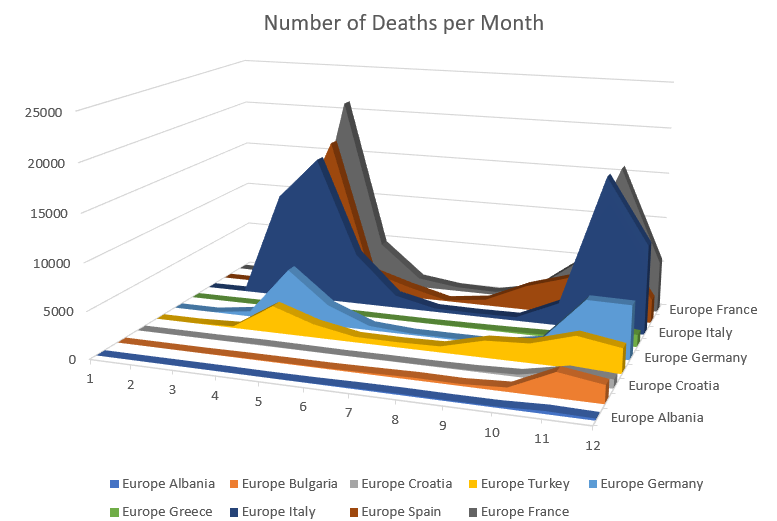 Number of Deaths per Month
25000
20000
15000
10000
5000
0
1 2 3 4 5 6 7 8 9 10 11 12
Europe France
Europe Italy
Europe Germany
Europe Croatia
Europe Albania
Europe Albania Europe Bulgaria Europe Croatia Europe Turkey Europe Germany
Europe Greece Europe Italy Europe Spain Europe France